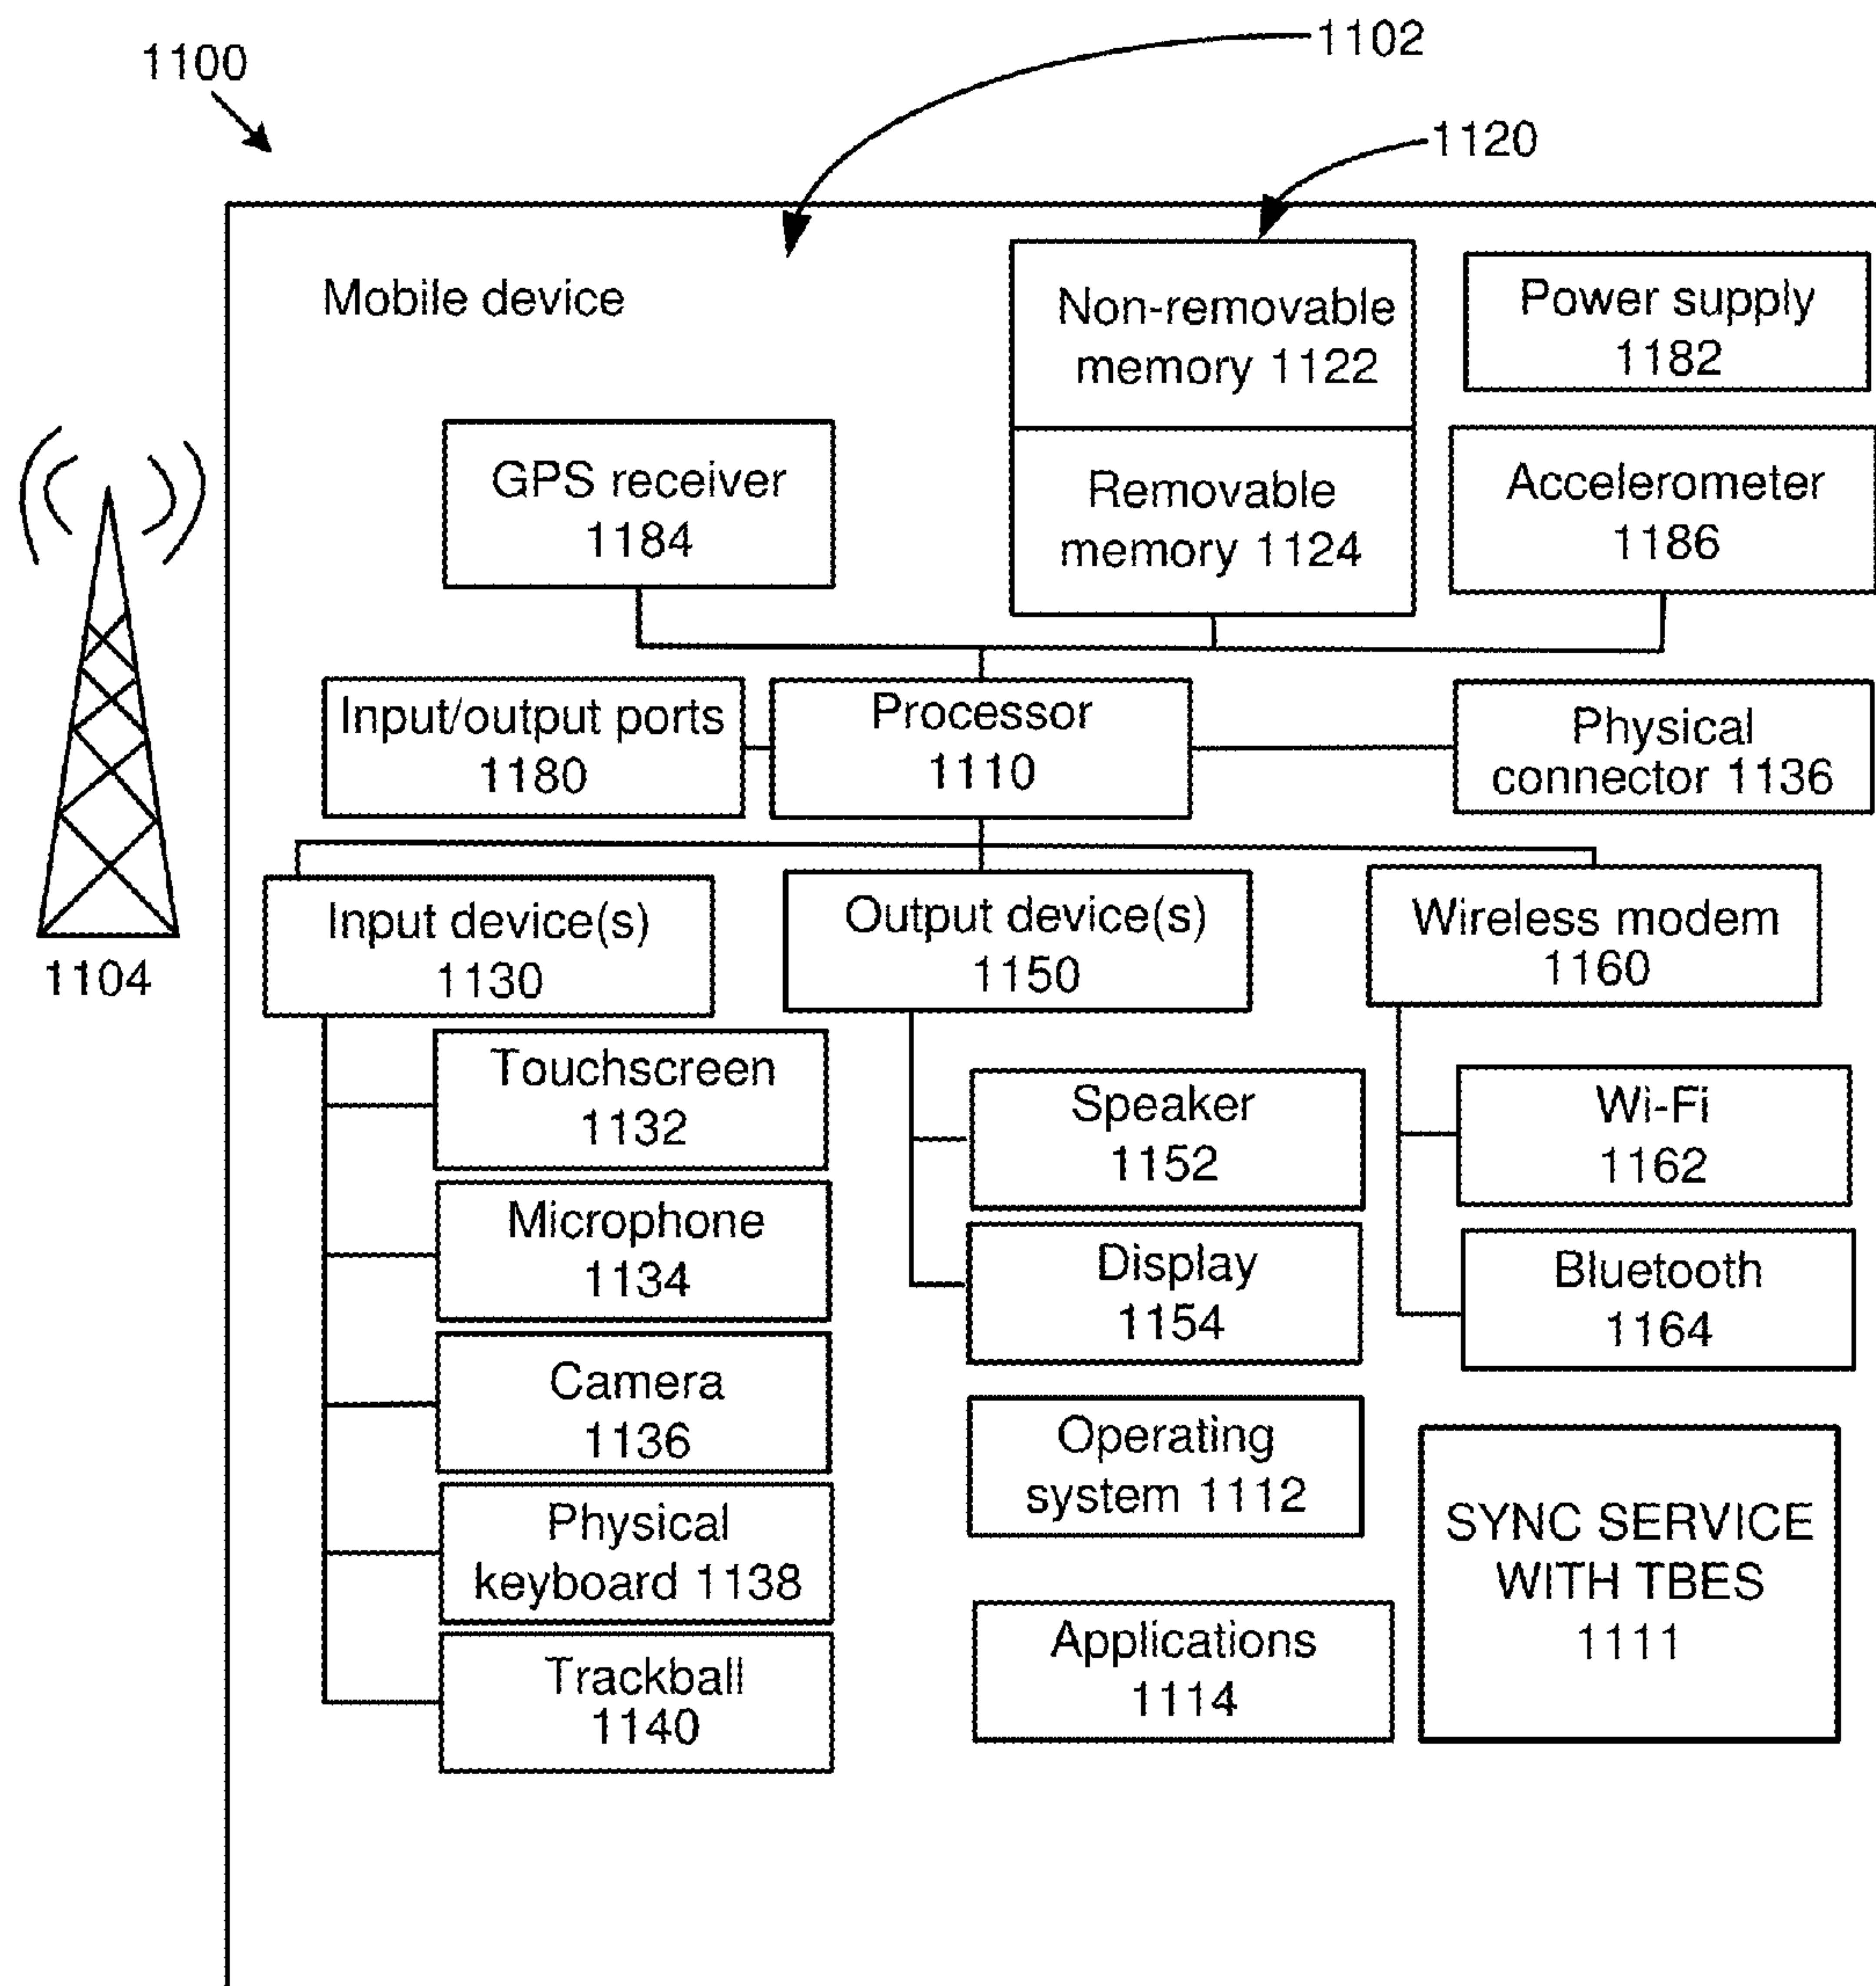 1100
1102
1120
Mobile device
Non-removable
memory 1122
Power supply
1182
GPS receiver
1184
Removable
memory 1124
Accelerometer
1186
Input/output ports
1180
Processor
1110
Physical
connector 1136
1104
Input device(s)
1130
Output device(s)
1150
Wireless modem
1160
Touchscreen
1132
Speaker
1152
Wi-Fi
1162
Microphone
1134
Display
1154
Bluetooth
1164
Camera
1136
Operating
system 1112
SYNC SERVICE
WITH TBES
1111
Physical
keyboard 1138
Applications
1114
Trackball
1140